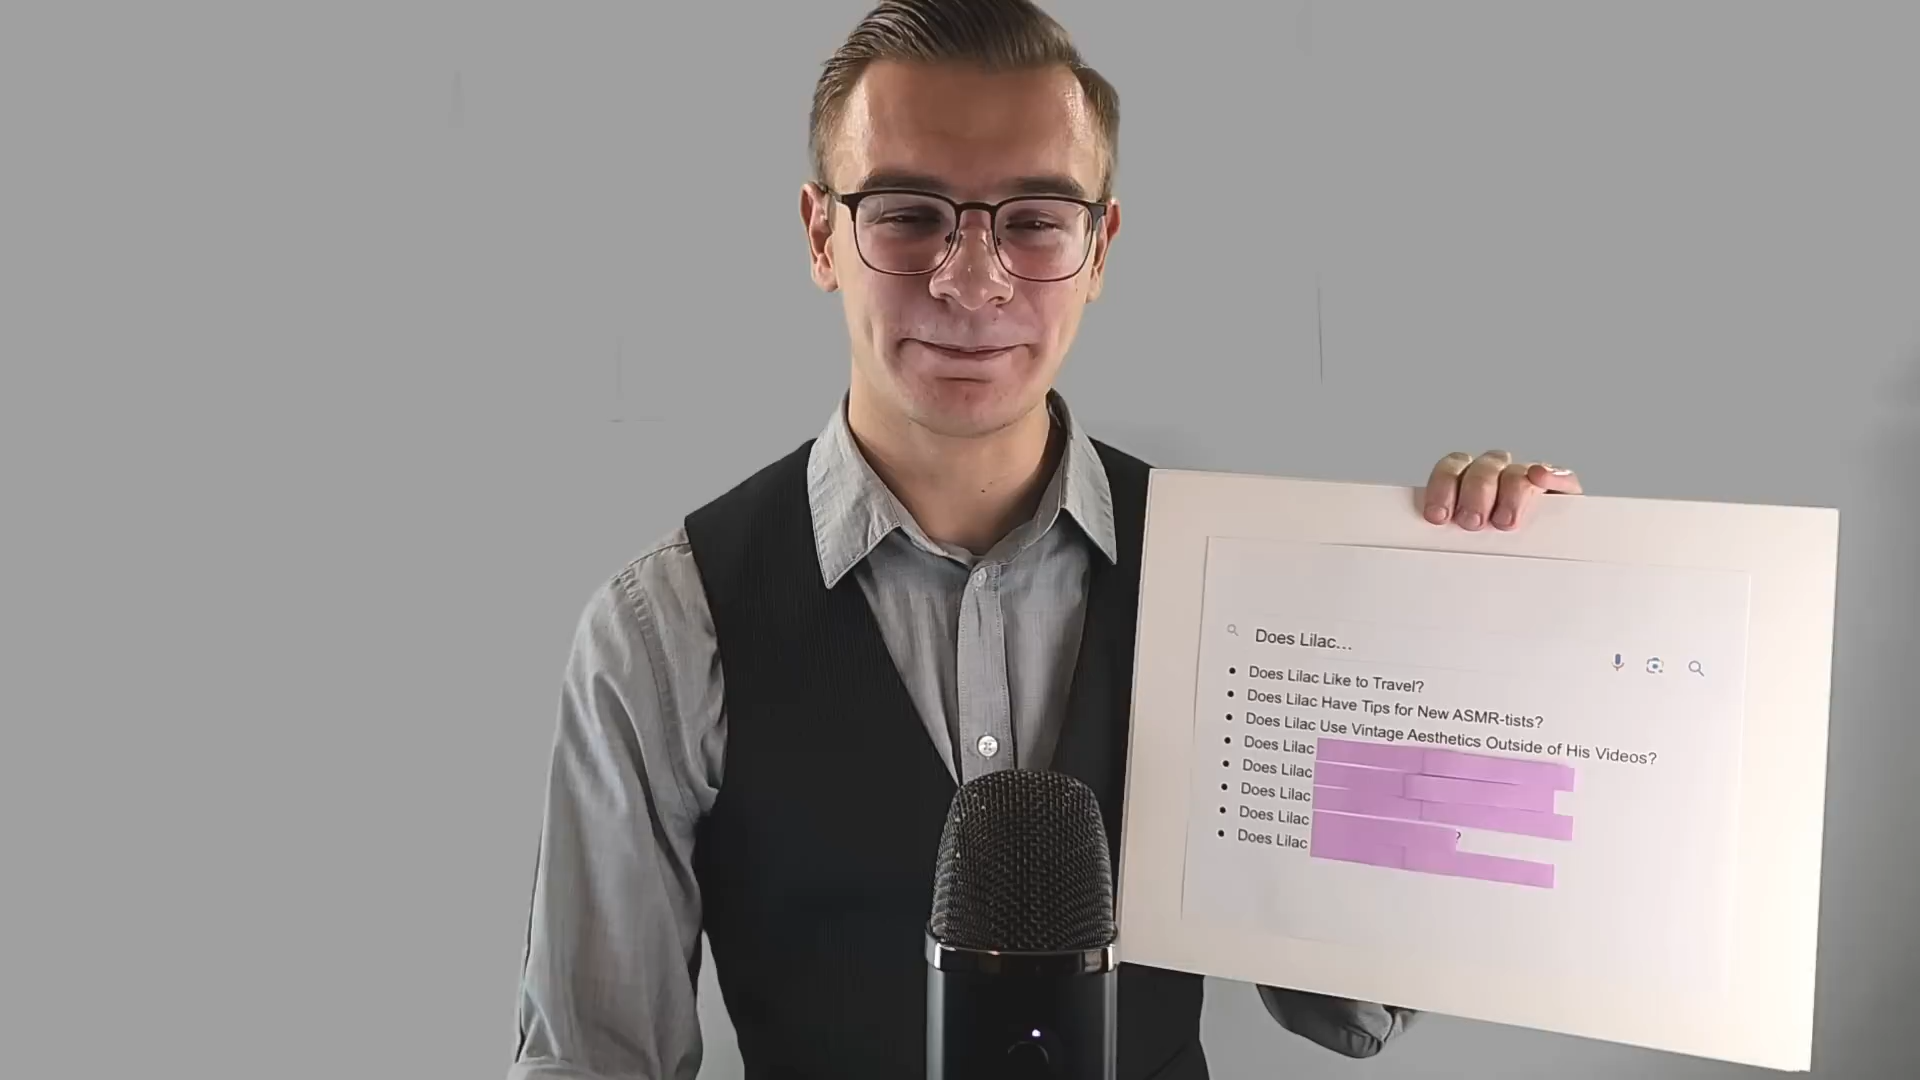 Does Lilac...
Does Lilac Like to Travel?
Does Lilac Have Tips for New ASMR-tists?
Does Lilac Use Vintage Aesthetics Outside of His Videos?
Does Lilac
Does Lilac
Does Lilac
Does Lilac ?
Does Lilac